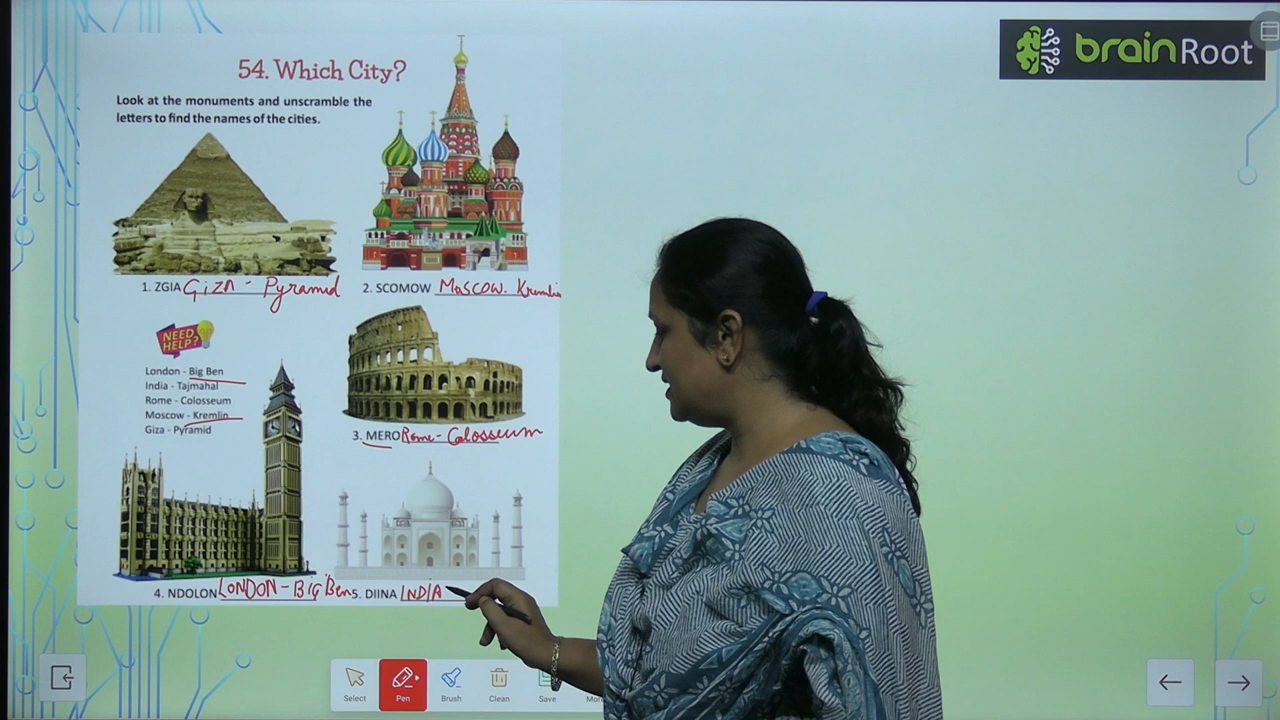 brainRoot
54. Which City?
Look at the monuments and unscramble the
letters to find the names of the cities.
1. ZGIA GIZA - Pyramid
2. SCOMOW Moscow. Kremlin
NEED
HELP?
London - Big Ben
India - Tajmahal
Rome - Colosseum
Moscow - Kremlin
Giza - Pyramid
3. MERO Rome - Colosseum
4. NDOLON LONDON - Big Ben
5. DIINA INDIA
Select
Pen
Brush
Clean
Save